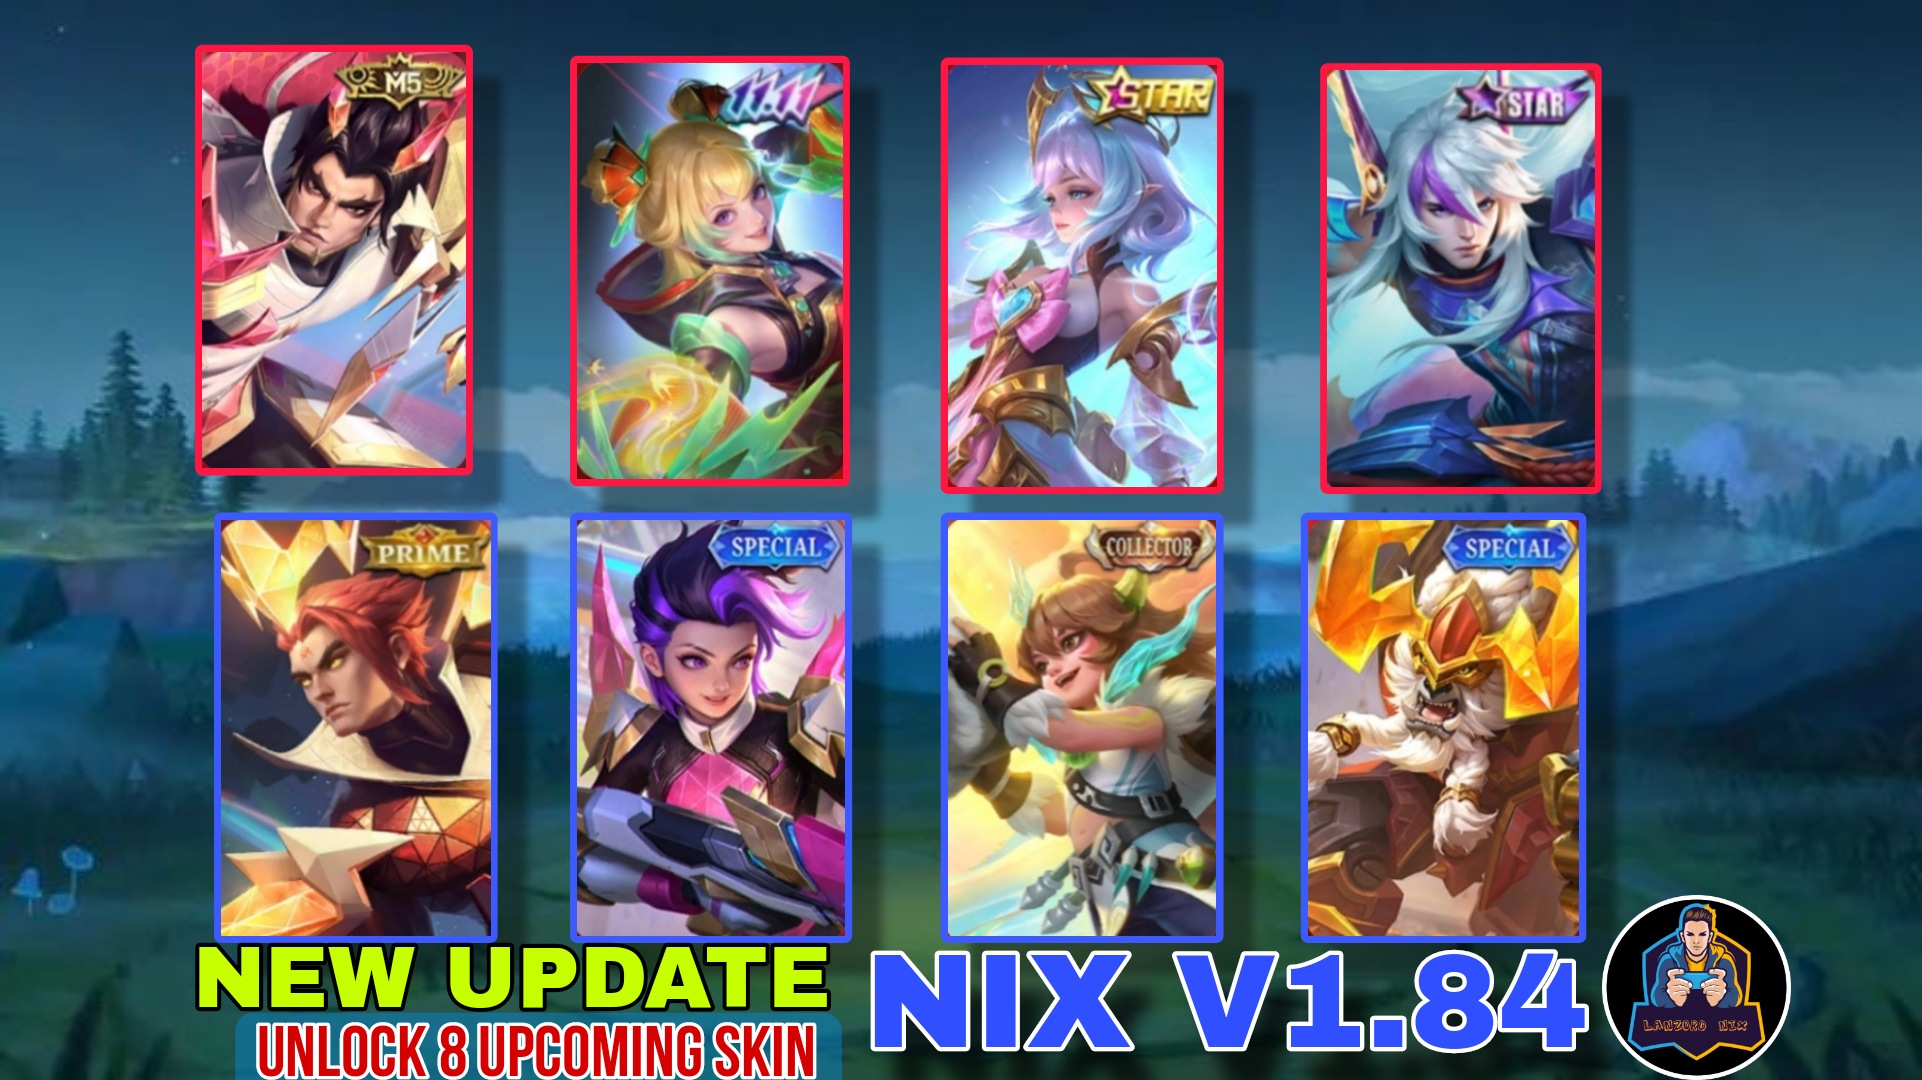 M5
11.11
STAR
STAR
PRIME
SPECIAL
COLLECTOR
SPECIAL
NEW UPDATE
UNLOCK 8 UPCOMING SKIN
NIX V1.84
LANZORD NIX